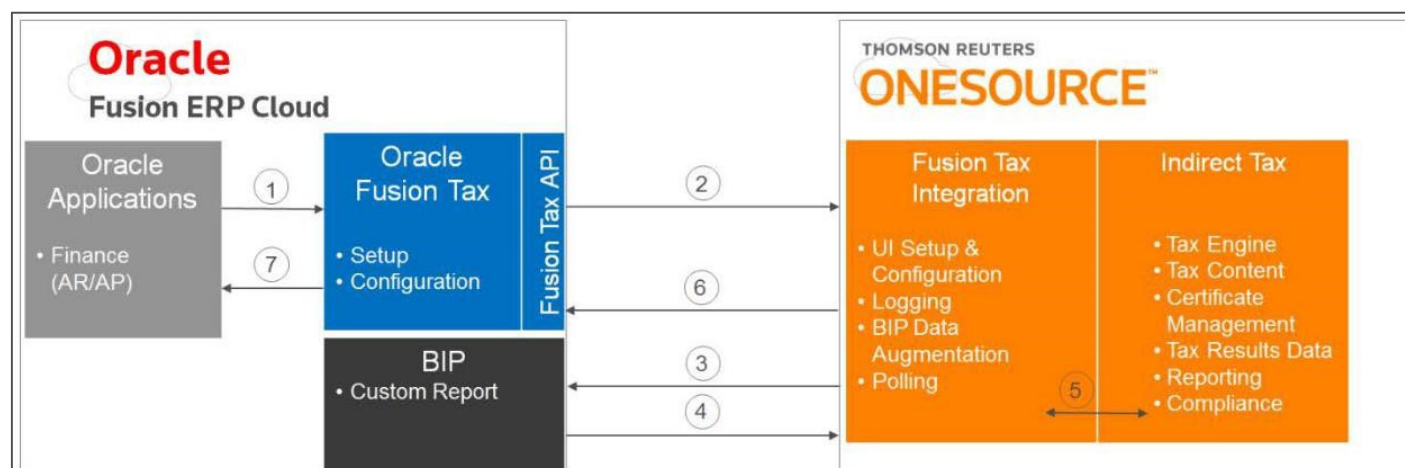 Oracle
Fusion ERP Cloud
Oracle
Applications
• Finance
(AR/AP)
1
7
Oracle
Fusion Tax
• Setup
• Configuration
Fusion Tax API
BIP
• Custom Report
2
6
3
4
THOMSON REUTERS
ONESOURCE™
Fusion Tax
Integration
• UI Setup &
Configuration
• Logging
• BIP Data
Augmentation
• Polling
5
Indirect Tax
• Tax Engine
• Tax Content
• Certificate
Management
• Tax Results Data
• Reporting
• Compliance